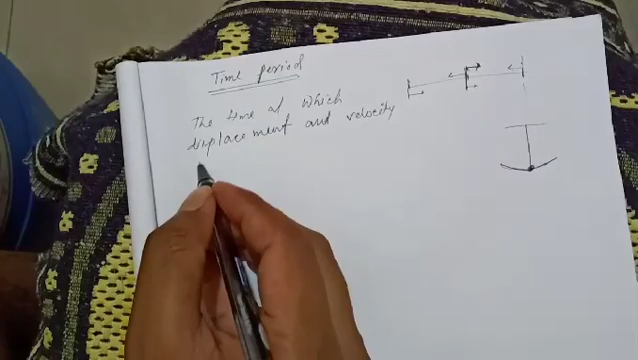 Time period
The time at which
displacement and velocity